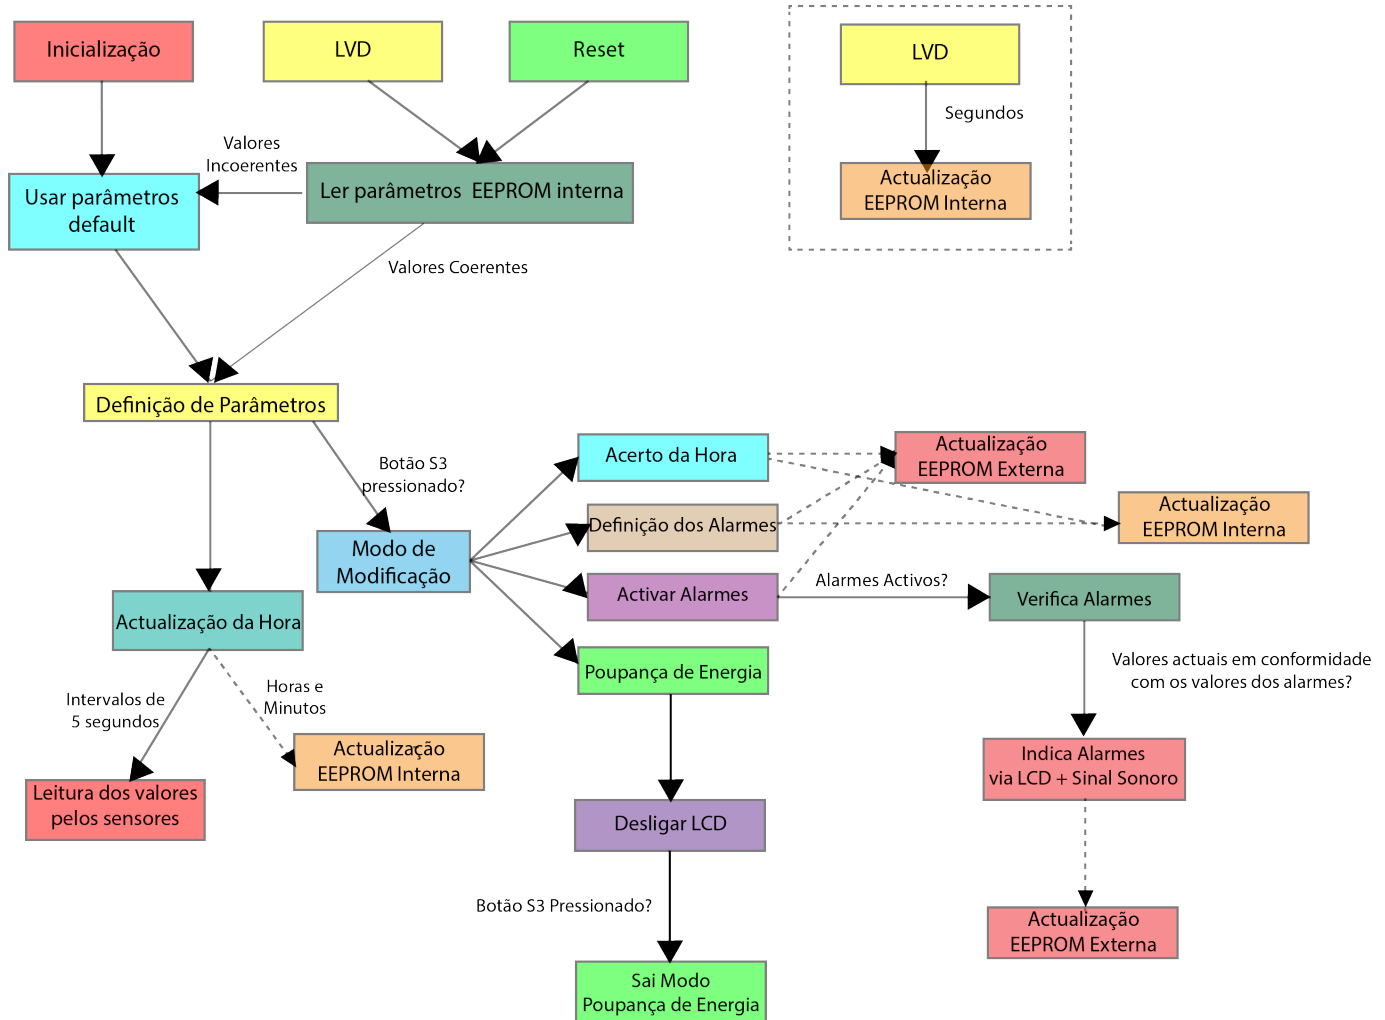 Inicialização
LVD
Reset
LVD
Segundos
Actualização
EEPROM Interna
Valores
Incoerentes
Usar parâmetros
default
Ler parâmetros EEPROM interna
Valores Coerentes
Definição de Parâmetros
Botão S3
pressionado?
Modo de
Modificação
Acerto da Hora
Definição dos Alarmes
Activar Alarmes
Poupança de Energia
Actualização
EEPROM Externa
Actualização
EEPROM Interna
Alarmes Activos?
Verifica Alarmes
Valores actuais em conformidade
com os valores dos alarmes?
Indica Alarmes
via LCD + Sinal Sonoro
Actualização
EEPROM Externa
Actualização da Hora
Intervalos de
5 segundos
Horas e
Minutos
Actualização
EEPROM Interna
Leitura dos valores
pelos sensores
Desligar LCD
Botão S3 Pressionado?
Sai Modo
Poupança de Energia